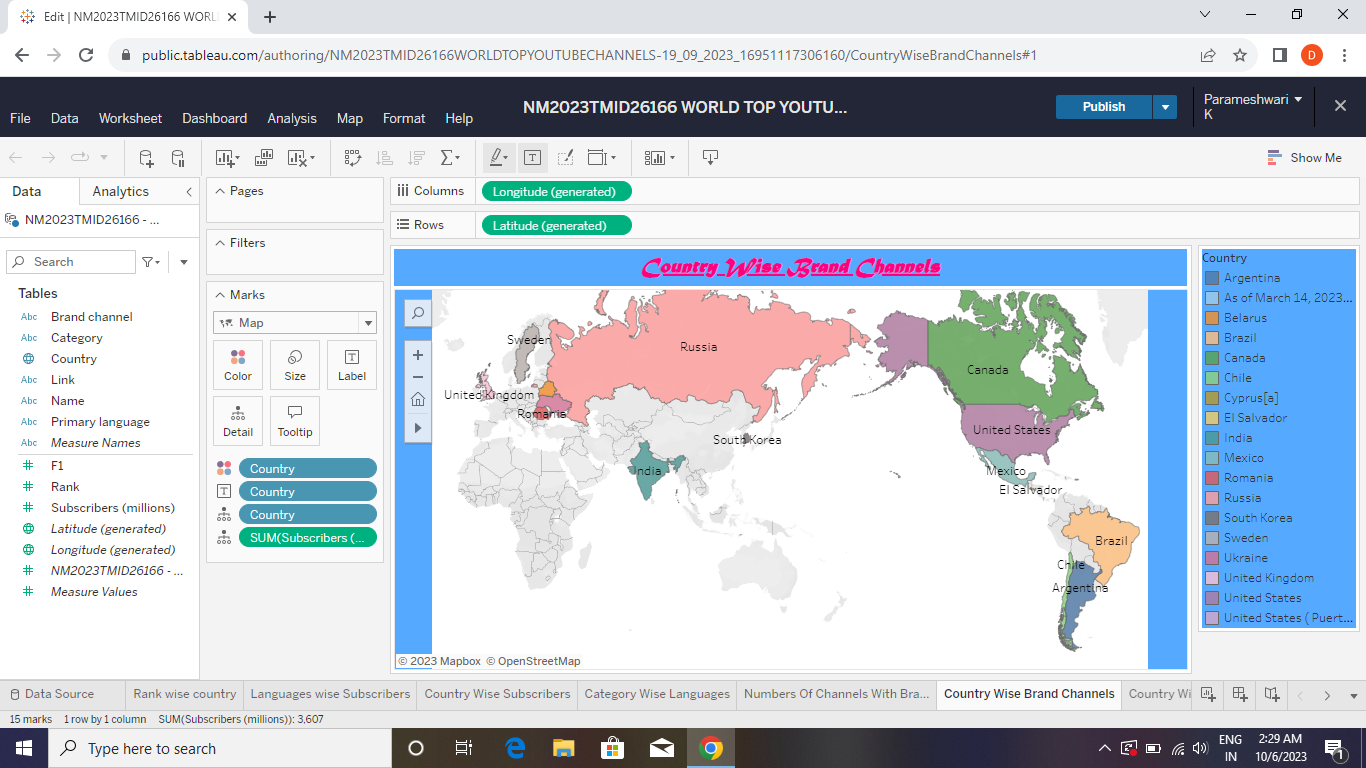 Edit | NM2023TMID26166 WORL
public.tableau.com/authoring/NM2023TMID26166WORLDTOPYOUTUBECHANNELS-19_09_2023_16951117306160/CountryWiseBrandChannels#1
D
NM2023TMID26166 WORLD TOP YOUTU...
Publish
Parameshwari K
File Data Worksheet Dashboard Analysis Map Format Help
Show Me
Data Analytics
NM2023TMID26166 - ...
Search
Tables
Abc Brand channel
Abc Category
Country
Abc Link
Abc Name
Abc Primary language
Abc Measure Names
F1
Rank
Subscribers (millions)
Latitude (generated)
Longitude (generated)
NM2023TMID26166 - ...
Measure Values
Pages
Filters
Marks
Map
Color Size Label
Detail Tooltip
Country
Country
Country
SUM(Subscribers (...
Columns Longitude (generated)
Rows Latitude (generated)
Country Wise Brand Channels
Sweden
Russia
United Kingdom
Romania
South Korea
India
Canada
United States
Mexico
El Salvador
Brazil
Chile
Argentina
© 2023 Mapbox © OpenStreetMap
Country
Argentina
As of March 14, 2023...
Belarus
Brazil
Canada
Chile
Cyprus[a]
El Salvador
India
Mexico
Romania
Russia
South Korea
Sweden
Ukraine
United Kingdom
United States
United States ( Puert...
Data Source Rank wise country Languages wise Subscribers Country Wise Subscribers Category Wise Languages Numbers Of Channels With Bra... Country Wise Brand Channels Country Wi
15 marks 1 row by 1 column SUM(Subscribers (millions)): 3,607
Type here to search
ENG
IN
2:29 AM
10/6/2023
1